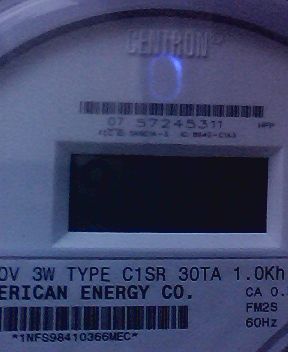 CENTRON®
07 57245311
0V 3W TYPE C1SR 30TA 1.0Kh
ERICAN ENERGY CO.
CA 0.
FM2S
60Hz
*1NFS98410366MEC*